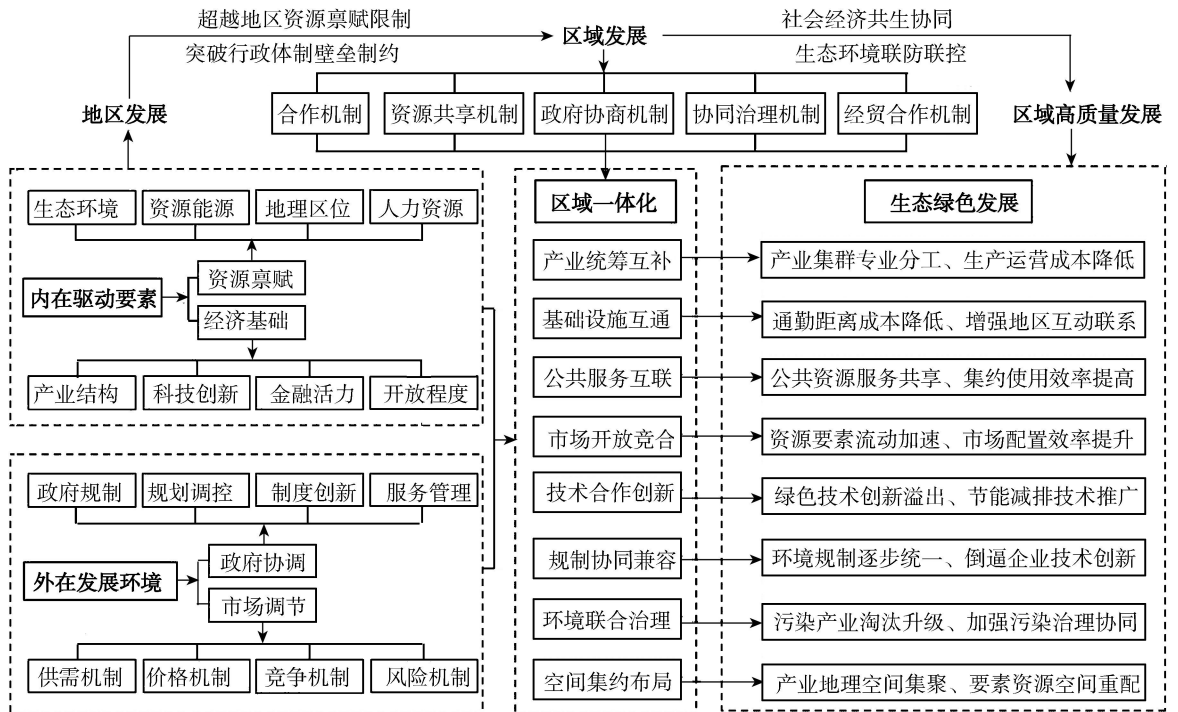 超越地区资源禀赋限制
突破行政体制壁垒制约
区域发展
社会经济共生协同
生态环境联防联控
地区发展
合作机制
资源共享机制
政府协商机制
协同治理机制
经贸合作机制
区域高质量发展
生态环境
资源能源
地理区位
人力资源
资源禀赋
内在驱动要素
经济基础
产业结构
科技创新
金融活力
开放程度
政府规制
规划调控
制度创新
服务管理
政府协调
外在发展环境
市场调节
供需机制
价格机制
竞争机制
风险机制
区域一体化
生态绿色发展
产业统筹互补
产业集群专业分工、生产运营成本降低
基础设施互通
通勤距离成本降低、增强地区互动联系
公共服务互联
公共资源服务共享、集约使用效率提高
市场开放竞合
资源要素流动加速、市场配置效率提升
技术合作创新
绿色技术创新溢出、节能减排技术推广
规制协同兼容
环境规制逐步统一、倒逼企业技术创新
环境联合治理
污染产业淘汰升级、加强污染治理协同
空间集约布局
产业地理空间集聚、要素资源空间重配